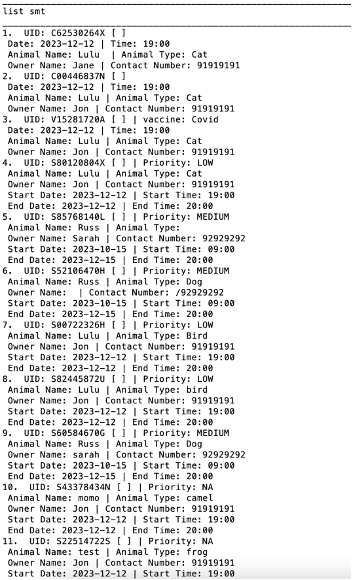 list smt
1.  UID: C62530264X [ ]
Date: 2023-12-12 | Time: 19:00
Animal Name: Lulu  | Animal Type: Cat
Owner Name: Jane | Contact Number: 91919191
2.  UID: C00446837N [ ]
Date: 2023-12-12 | Time: 19:00
Animal Name: Lulu | Animal Type: Cat
Owner Name: Jon | Contact Number: 91919191
3.  UID: V15281720A [ ] | vaccine: Covid
Date: 2023-12-12 | Time: 19:00
Animal Name: Lulu | Animal Type: Cat
Owner Name: Jon | Contact Number: 91919191
4.  UID: S80120804X [ ] | Priority: LOW
Animal Name: Lulu | Animal Type: Cat
Owner Name: Jon | Contact Number: 91919191
Start Date: 2023-12-12 | Start Time: 19:00
End Date: 2023-12-12 | End Time: 20:00
5.  UID: S85768140L [ ] | Priority: MEDIUM
Animal Name: Russ | Animal Type:
Owner Name: Sarah | Contact Number: 92929292
Start Date: 2023-10-15 | Start Time: 09:00
End Date: 2023-12-15 | End Time: 20:00
6.  UID: S52106470H [ ] | Priority: MEDIUM
Animal Name: Russ | Animal Type: Dog
Owner Name:  | Contact Number: /92929292
Start Date: 2023-10-15 | Start Time: 09:00
End Date: 2023-12-15 | End Time: 20:00
7.  UID: S00722326H [ ] | Priority: LOW
Animal Name: Lulu | Animal Type: Bird
Owner Name: Jon | Contact Number: 91919191
Start Date: 2023-12-12 | Start Time: 19:00
End Date: 2023-12-12 | End Time: 20:00
8.  UID: S82445872U [ ] | Priority: LOW
Animal Name: Lulu | Animal Type: bird
Owner Name: Jon | Contact Number: 91919191
Start Date: 2023-12-12 | Start Time: 19:00
End Date: 2023-12-12 | End Time: 20:00
9.  UID: S60584670G [ ] | Priority: MEDIUM
Animal Name: Russ | Animal Type: Dog
Owner Name: sarah | Contact Number: 92929292
Start Date: 2023-10-15 | Start Time: 09:00
End Date: 2023-12-15 | End Time: 20:00
10.  UID: S43378434N [ ] | Priority: NA
Animal Name: momo | Animal Type: camel
Owner Name: Jon | Contact Number: 91919191
Start Date: 2023-12-12 | Start Time: 19:00
End Date: 2023-12-12 | End Time: 20:00
11.  UID: S22514722S [ ] | Priority: NA
Animal Name: test | Animal Type: frog
Owner Name: Jon | Contact Number: 91919191
Start Date: 2023-12-12 | Start Time: 19:00